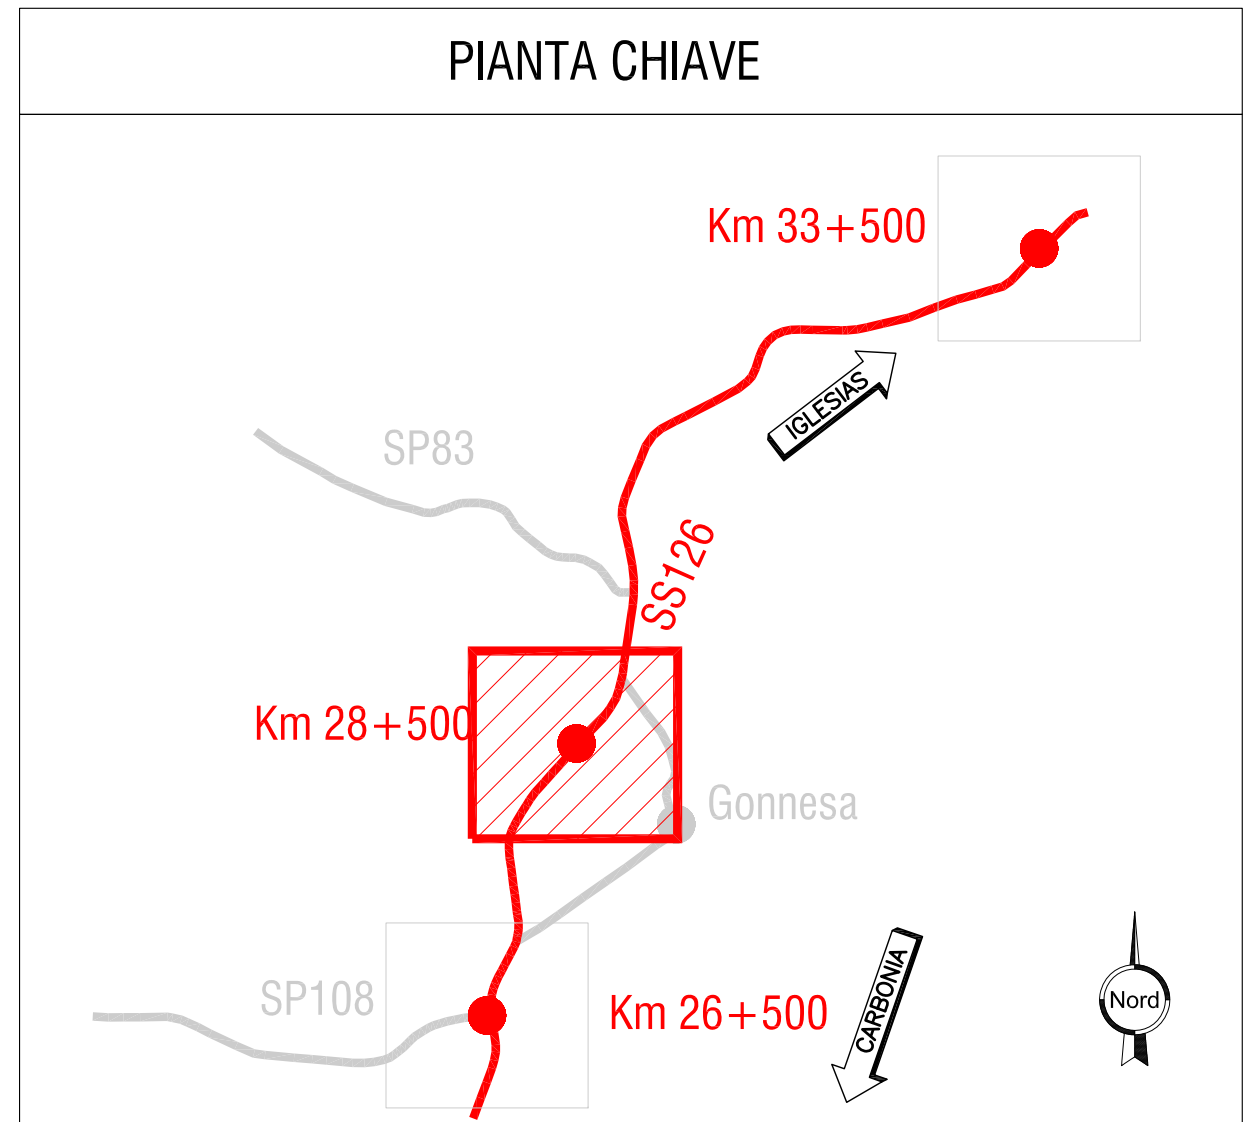 PIANTA CHIAVE
Km 33+500
IGLESIAS
SP83
SS126
Km 28+500
Gonnesa
SP108
Km 26+500
CARBONIA
Nord